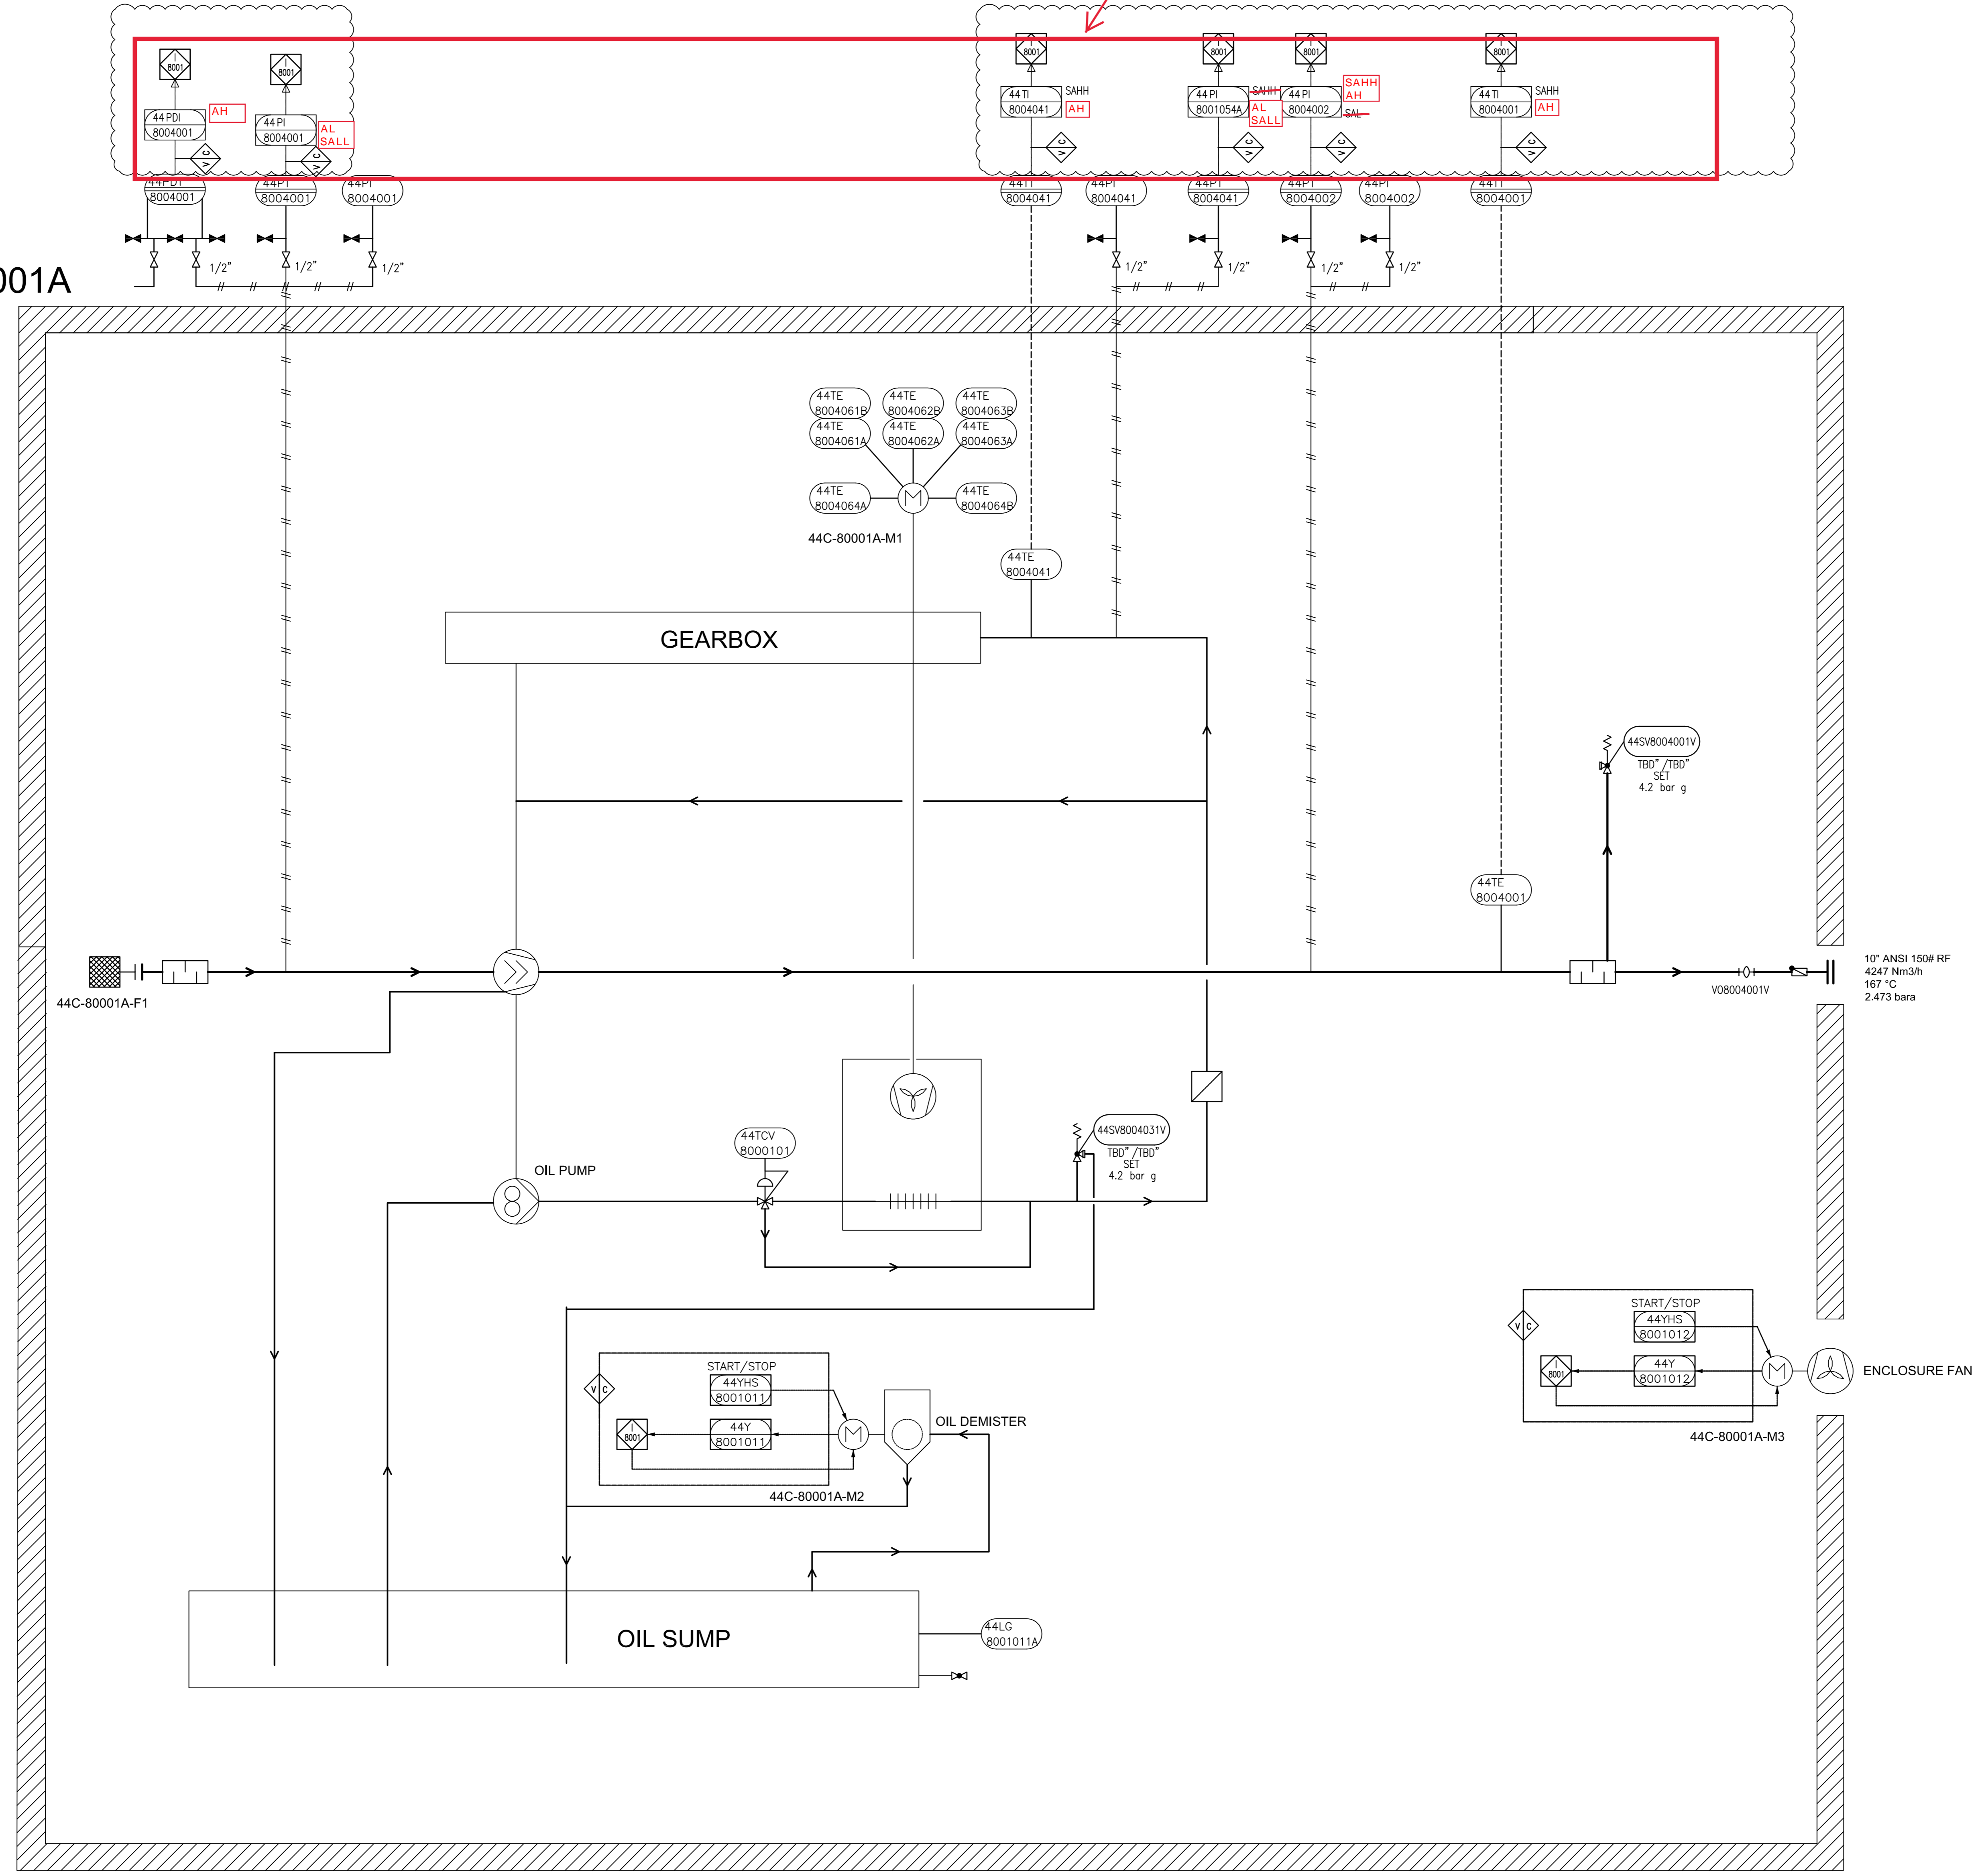 I
8001
I
8001
I
8001
I
8001
I
8001
I
8001
44 PDI
8004001
AH
44 PI
8004001
AL
SALL
44 TI
8004041
SAHH
AH
44 PI
8001054A
SAHH
AL
SALL
44 PI
8004002
SAHH
AH
SAL
44 TI
8004001
SAHH
AH
V C
V C
V C
V C
V C
V C
44PDT
8004001
44PT
8004001
44PI
8004001
44TT
8004041
44PI
8004041
44PT
8004041
44PT
8004002
44PI
8004002
44TT
8004001
1/2"
1/2"
1/2"
1/2"
1/2"
1/2"
1/2"
001A
44TE
8004061B
44TE
8004062B
44TE
8004063B
44TE
8004061A
44TE
8004062A
44TE
8004063A
44TE
8004064A
M
44TE
8004064B
44C-80001A-M1
44TE
8004041
GEARBOX
44SV8004001V
TBD"/TBD"
SET
4.2 bar g
44TE
8004001
44C-80001A-F1
VO8004001V
10" ANSI 150# RF
4247 Nm3/h
167 °C
2.473 bara
OIL PUMP
44TCV
8000101
44SV8004031V
TBD"/TBD"
SET
4.2 bar g
START/STOP
44YHS
8001012
V C
I
8001
44Y
8001012
M
ENCLOSURE FAN
44C-80001A-M3
START/STOP
44YHS
8001011
V C
I
8001
44Y
8001011
M
OIL DEMISTER
44C-80001A-M2
OIL SUMP
44LG
8001011A